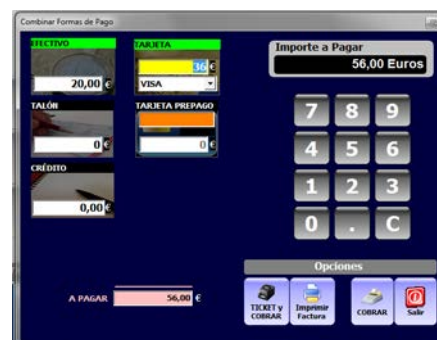 Combinar Formas de Pago
EFECTIVO
20,00 €
TARJETA
36 €
VISA
TALÓN
0 €
TARJETA PREPAGO
0 €
CRÉDITO
0,00 €
A PAGAR 56,00 €
Importe a Pagar
56,00 Euros
7 8 9
4 5 6
1 2 3
0 . C
Opciones
TICKET y
COBRAR
Imprimir
Factura
COBRAR
Salir